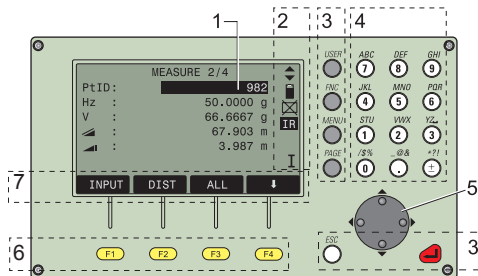 1
2
3
4
MEASURE 2/4
PtID: 982
Hz : 50.0000 g
V : 66.6667 g
: 67.903 m
: 3.987 m
IR
I
INPUT DIST ALL
USER
FNC
MENU
PAGE
ABC DEF GHI
7 8 9
JKL MNO PQR
4 5 6
STU VWX YZ
1 2 3
/$% _@& *?!
0 . ±
5
7
6
F1 F2 F3 F4
ESC
3